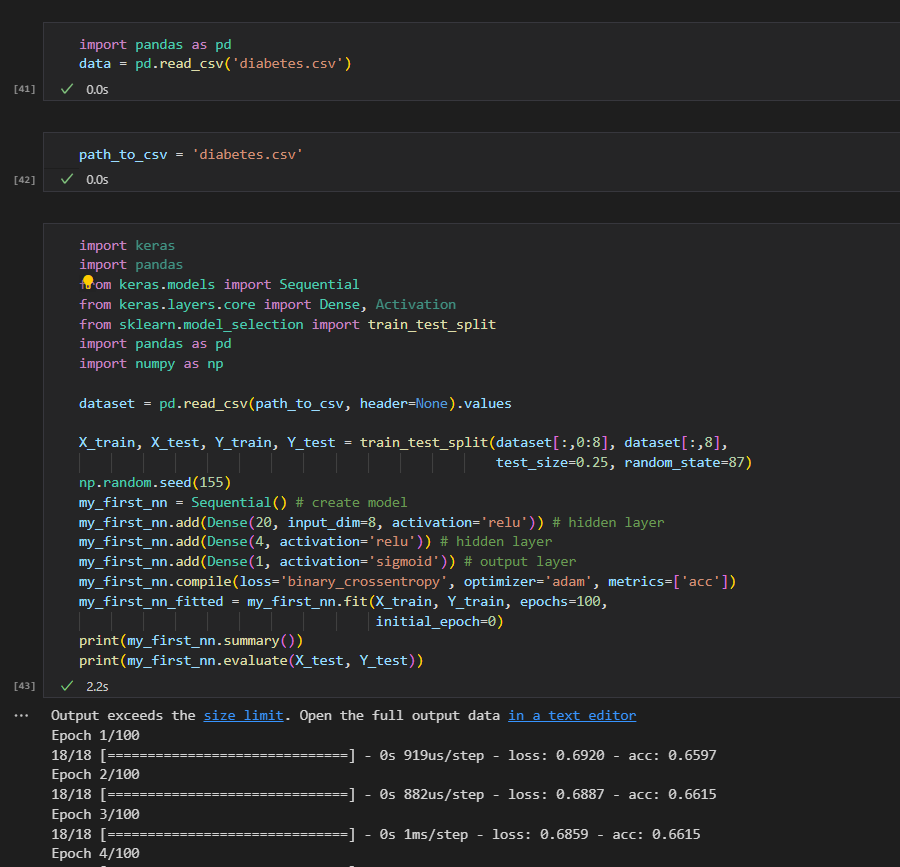 import pandas as pd
data = pd.read_csv('diabetes.csv')
[41]
0.0s
path_to_csv = 'diabetes.csv'
[42]
0.0s
import keras
import pandas
from keras.models import Sequential
from keras.layers.core import Dense, Activation
from sklearn.model_selection import train_test_split
import pandas as pd
import numpy as np
dataset = pd.read_csv(path_to_csv, header=None).values
X_train, X_test, Y_train, Y_test = train_test_split(dataset[:,0:8], dataset[:,8],
test_size=0.25, random_state=87)
np.random.seed(155)
my_first_nn = Sequential() # create model
my_first_nn.add(Dense(20, input_dim=8, activation='relu')) # hidden layer
my_first_nn.add(Dense(4, activation='relu')) # hidden layer
my_first_nn.add(Dense(1, activation='sigmoid')) # output layer
my_first_nn.compile(loss='binary_crossentropy', optimizer='adam', metrics=['acc'])
my_first_nn_fitted = my_first_nn.fit(X_train, Y_train, epochs=100,
initial_epoch=0)
print(my_first_nn.summary())
print(my_first_nn.evaluate(X_test, Y_test))
[43]
2.2s
... Output exceeds the size limit. Open the full output data in a text editor
Epoch 1/100
18/18 [==============================] - 0s 919us/step - loss: 0.6920 - acc: 0.6597
Epoch 2/100
18/18 [==============================] - 0s 882us/step - loss: 0.6887 - acc: 0.6615
Epoch 3/100
18/18 [==============================] - 0s 1ms/step - loss: 0.6859 - acc: 0.6615
Epoch 4/100